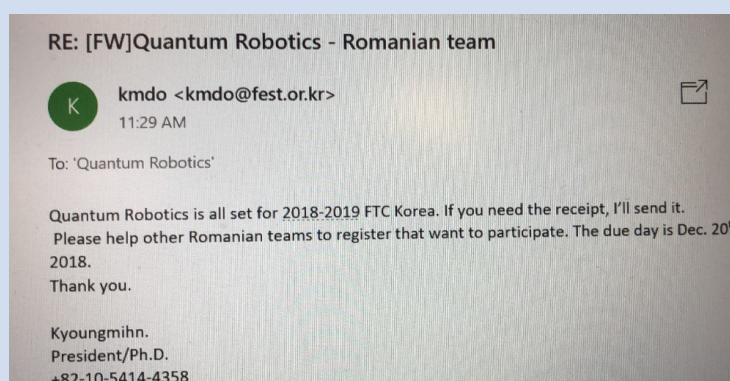 RE: [FW]Quantum Robotics - Romanian team
K
kmdo <kmdo@fest.or.kr>
11:29 AM
To: 'Quantum Robotics'
Quantum Robotics is all set for 2018-2019 FTC Korea. If you need the receipt, I'll send it.
Please help other Romanian teams to register that want to participate. The due day is Dec. 20
2018.
Thank you.
Kyoungmihn.
President/Ph.D.
+82-10-5414-4358